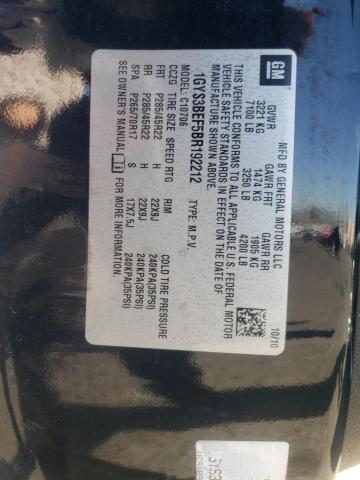 GM
MFD BY GENERAL MOTORS LLC 10/10
GVWR GAWR FRT GAWR RR
3221 KG 1474 KG 1905 KG
7100 LB 3250 LB 4200 LB
THIS VEHICLE CONFORMS TO ALL APPLICABLE U.S. FEDERAL MOTOR
VEHICLE SAFETY STANDARDS IN EFFECT ON THE DATE OF
MANUFACTURE SHOWN ABOVE.
1GYS3BEF5BR192212 TYPE: M.P.V.
MODEL: C10706
CCZG TIRE SIZE SPEED RTG RIM COLD TIRE PRESSURE
FRT P285/45R22 H 22X9J 240KPA(35PSI)
RR P285/45R22 H 22X9J 240KPA(35PSI)
SPA P265/70R17 17X7.5J 240KPA(35PSI)
SEE OWNER'S MANUAL FOR MORE INFORMATION.